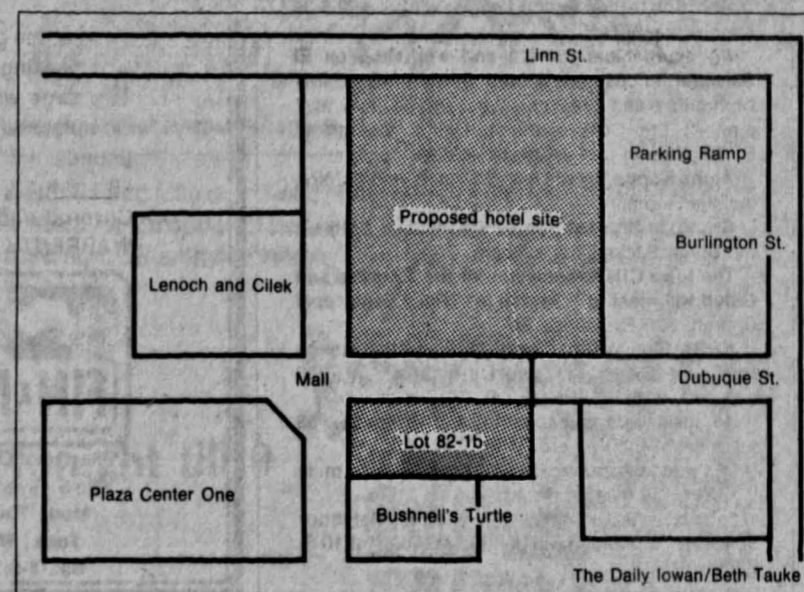 Linn St.
Parking Ramp
Proposed hotel site
Burlington St.
Lenoch and Cilek
Mall
Dubuque St.
Lot 82-1b
Plaza Center One
Bushnell's Turtle
The Daily Iowan/Beth Tauke